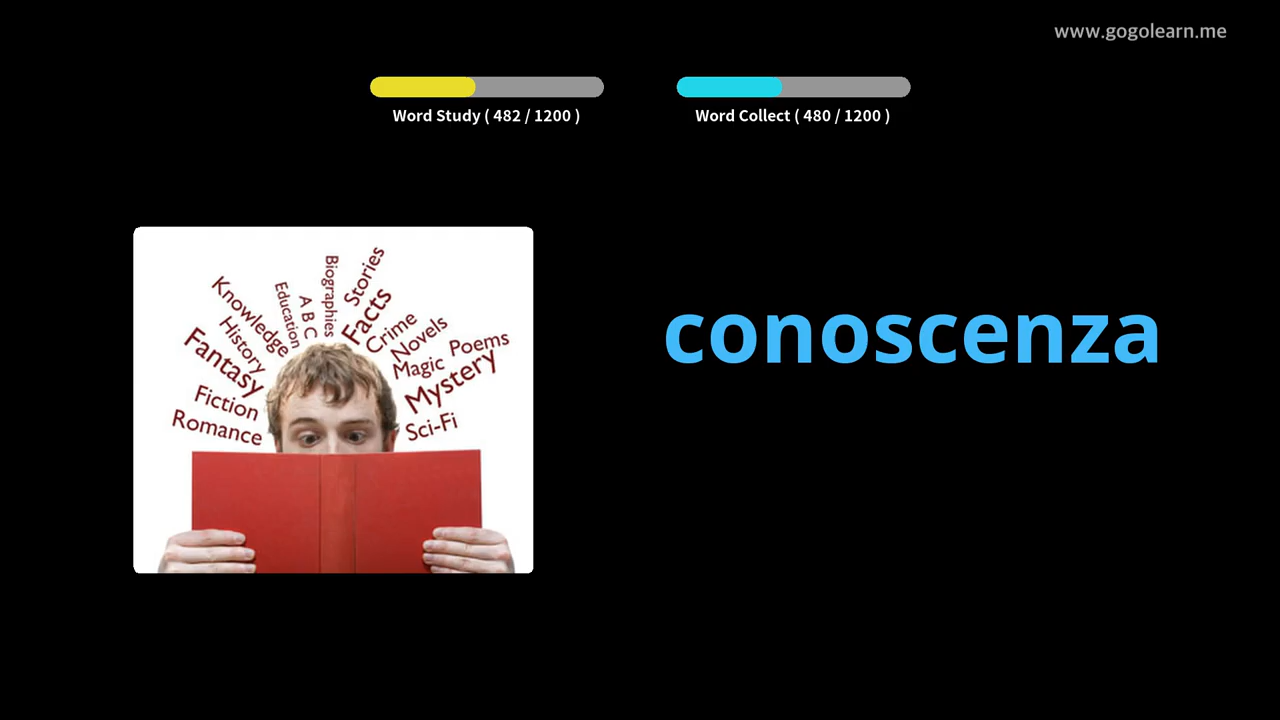 www.gogolearn.me
Word Study ( 482 / 1200 )
Word Collect ( 480 / 1200 )
conoscenza
Romance
Fiction
Fantasy
History
Knowledge
Education
A B C
Biographies
Stories
Facts
Crime
Novels
Magic
Poems
Mystery
Sci-Fi